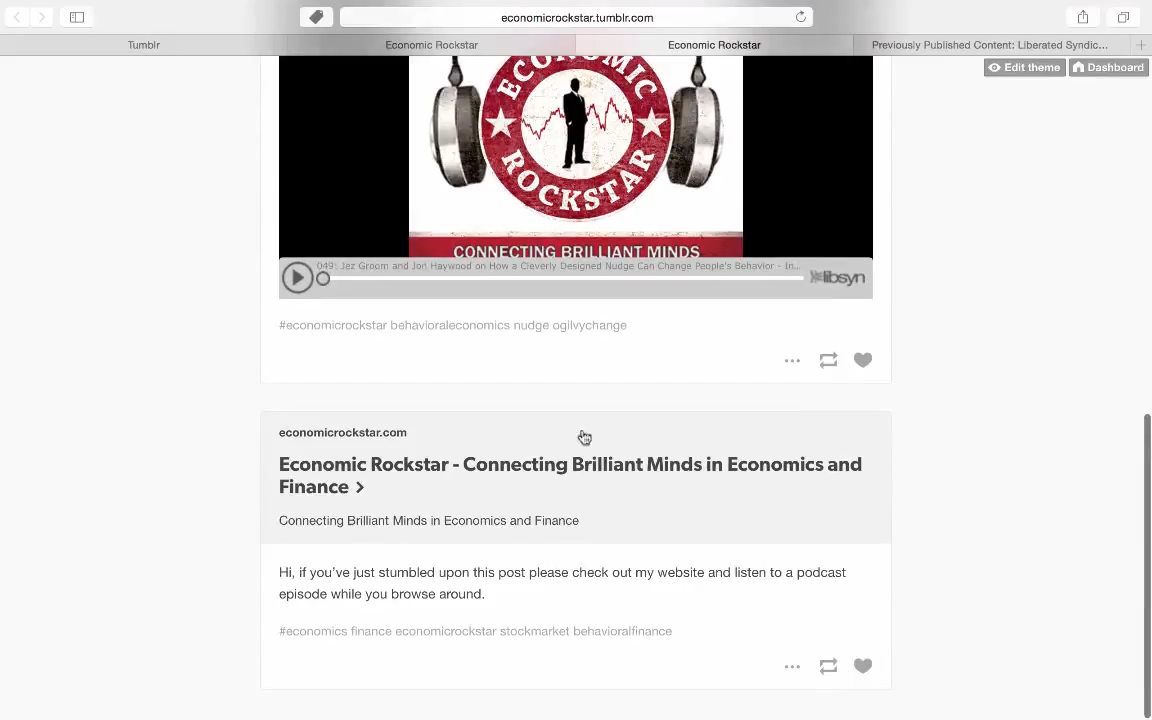 economicrockstar.tumblr.com
Tumblr
Economic Rockstar
Economic Rockstar
Previously Published Content: Liberated Syndic...
Edit theme
Dashboard
ECONOMIC
ROCKSTAR
CONNECTING BRILLIANT MINDS
049: Jez Groom and Jon Haywood on How a Cleverly Designed Nudge Can Change People's Behavior - In...
libsyn
#economicrockstar behavioraleconomics nudge ogilvychange
economicrockstar.com
Economic Rockstar - Connecting Brilliant Minds in Economics and
Finance
Connecting Brilliant Minds in Economics and Finance
Hi, if you've just stumbled upon this post please check out my website and listen to a podcast
episode while you browse around.
#economics finance economicrockstar stockmarket behavioralfinance